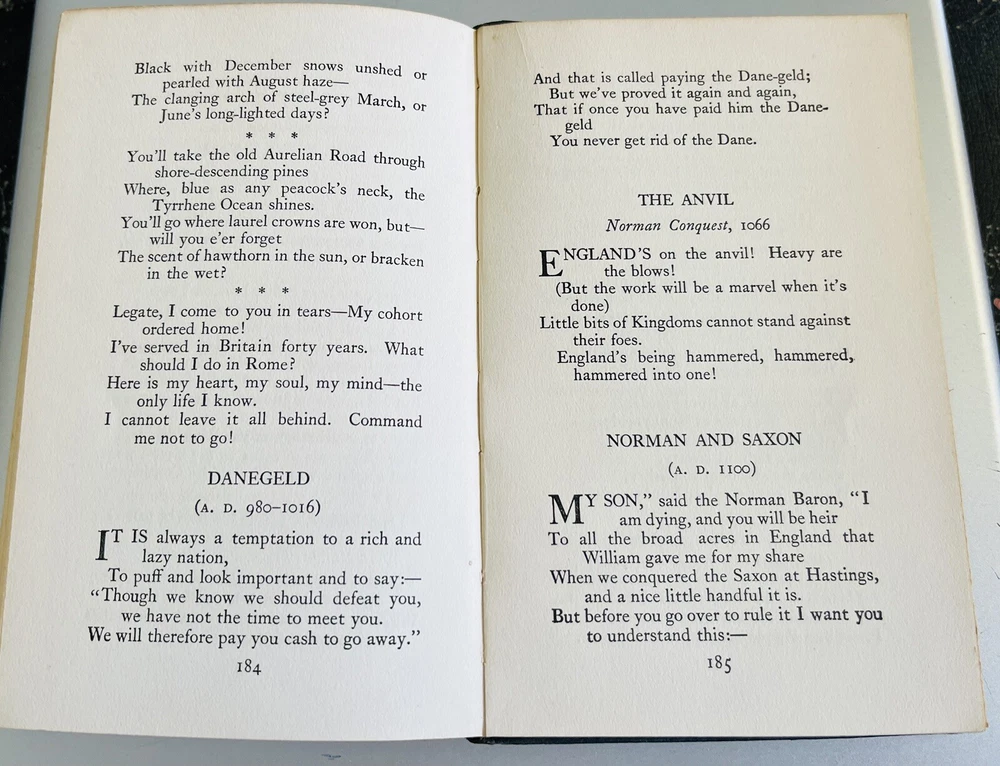 Black with December snows unshed or
pearled with August haze—
The clanging arch of steel-grey March, or
June's long-lighted days?
* * *
You'll take the old Aurelian Road through
shore-descending pines
Where, blue as any peacock's neck, the
Tyrrhene Ocean shines.
You'll go where laurel crowns are won, but—
will you e'er forget
The scent of hawthorn in the sun, or bracken
in the wet?
* * *
Legate, I come to you in tears—My cohort
ordered home!
I've served in Britain forty years. What
should I do in Rome?
Here is my heart, my soul, my mind—the
only life I know.
I cannot leave it all behind. Command
me not to go!
DANEGELD
(A. D. 980–1016)
IT IS always a temptation to a rich and
lazy nation,
To puff and look important and to say:—
"Though we know we should defeat you,
we have not the time to meet you.
We will therefore pay you cash to go away."
184
And that is called paying the Dane-geld;
But we've proved it again and again,
That if once you have paid him the Dane-
geld
You never get rid of the Dane.
THE ANVIL
Norman Conquest, 1066
ENGLAND'S on the anvil! Heavy are
the blows!
(But the work will be a marvel when it's
done)
Little bits of Kingdoms cannot stand against
their foes.
England's being hammered, hammered,
hammered into one!
NORMAN AND SAXON
(A. D. 1100)
MY SON," said the Norman Baron, "I
am dying, and you will be heir
To all the broad acres in England that
William gave me for my share
When we conquered the Saxon at Hastings,
and a nice little handful it is.
But before you go over to rule it I want you
to understand this:—
185